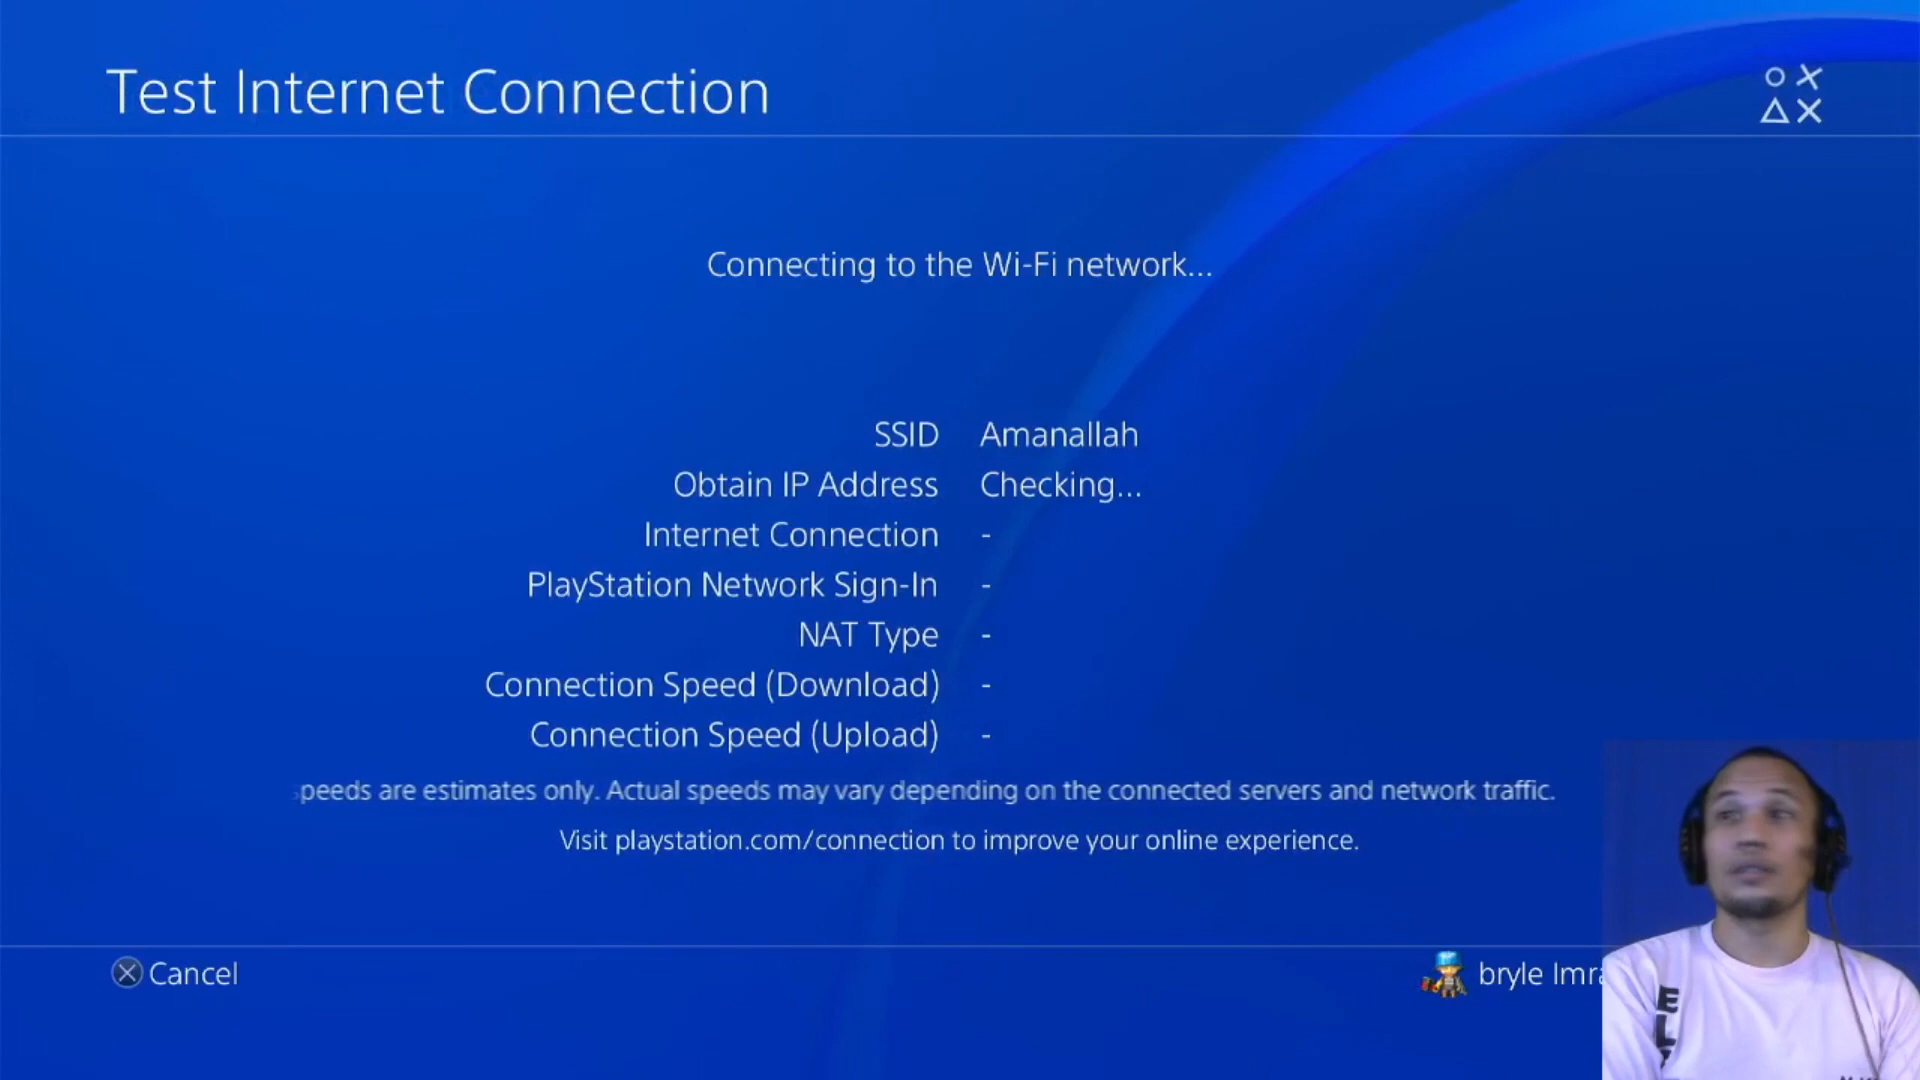 Test Internet Connection
Connecting to the Wi-Fi network...
SSID Amanallah
Obtain IP Address Checking...
Internet Connection -
PlayStation Network Sign-In -
NAT Type -
Connection Speed (Download) -
Connection Speed (Upload) -
peeds are estimates only. Actual speeds may vary depending on the connected servers and network traffic.
Visit playstation.com/connection to improve your online experience.
Cancel
bryle Imra